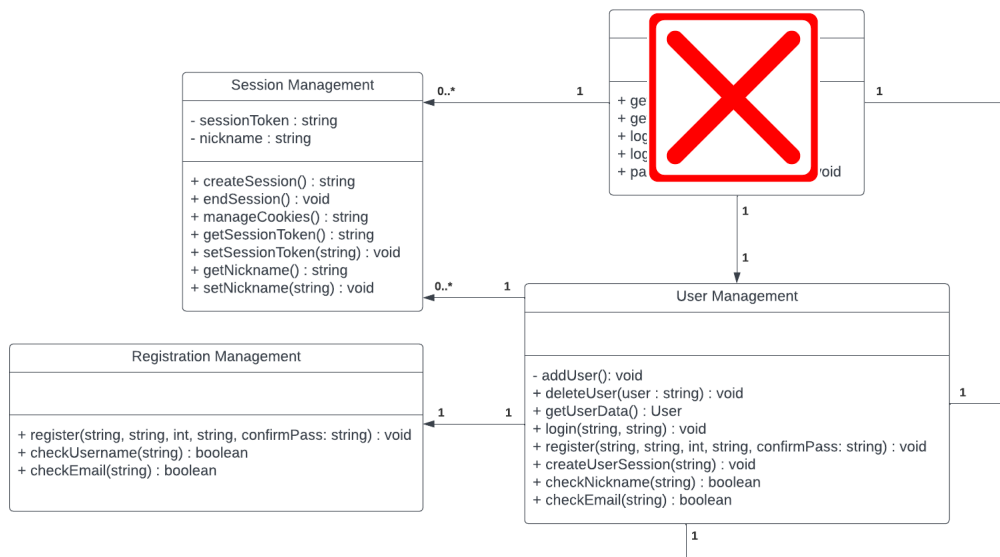 Session Management
- sessionToken : string
- nickname : string
+ createSession() : string
+ endSession() : void
+ manageCookies() : string
+ getSessionToken() : string
+ setSessionToken(string) : void
+ getNickname() : string
+ setNickname(string) : void
0..*
1
1
+
+
+
+
+
1
1
User Management
- addUser(): void
+ deleteUser(user : string) : void
+ getUserData() : User
+ login(string, string) : void
+ register(string, string, int, string, confirmPass: string) : void
+ createUserSession(string) : void
+ checkNickname(string) : boolean
+ checkEmail(string) : boolean
0..*
1
1
1
1
1
Registration Management
+ register(string, string, int, string, confirmPass: string) : void
+ checkUsername(string) : boolean
+ checkEmail(string) : boolean